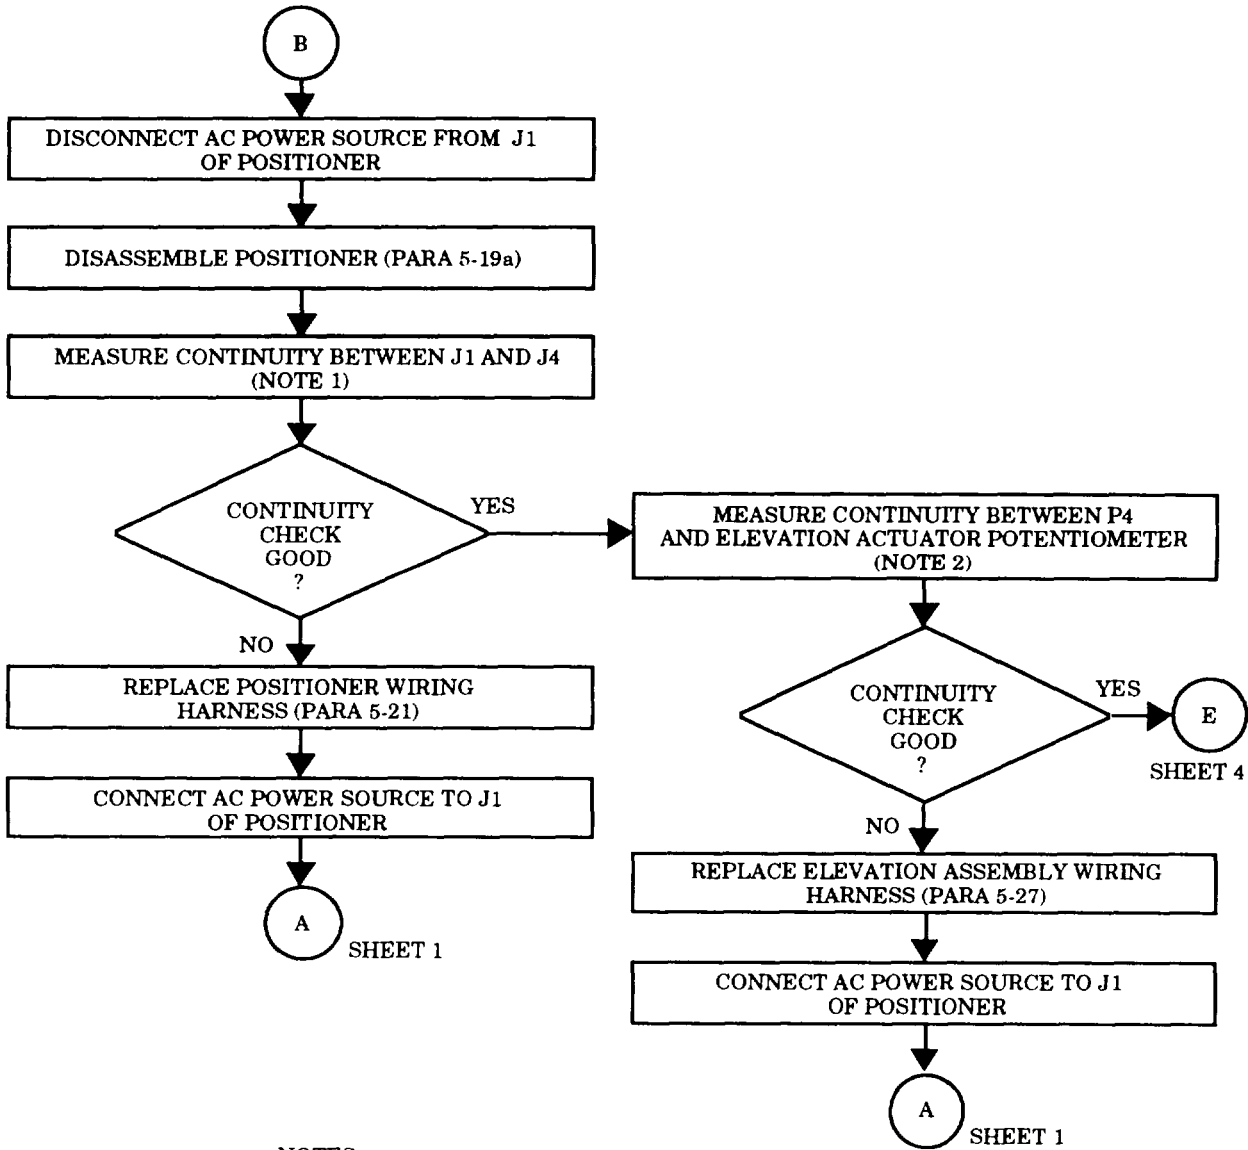 B
DISCONNECT AC POWER SOURCE FROM J1
OF POSITIONER
DISASSEMBLE POSITIONER (PARA 5-19a)
MEASURE CONTINUITY BETWEEN J1 AND J4
(NOTE 1)
CONTINUITY
CHECK
GOOD
?
YES
NO
REPLACE POSITIONER WIRING
HARNESS (PARA 5-21)
CONNECT AC POWER SOURCE TO J1
OF POSITIONER
A
SHEET 1
MEASURE CONTINUITY BETWEEN P4
AND ELEVATION ACTUATOR POTENTIOMETER
(NOTE 2)
CONTINUITY
CHECK
GOOD
?
YES
E
SHEET 4
NO
REPLACE ELEVATION ASSEMBLY WIRING
HARNESS (PARA 5-27)
CONNECT AC POWER SOURCE TO J1
OF POSITIONER
A
SHEET 1